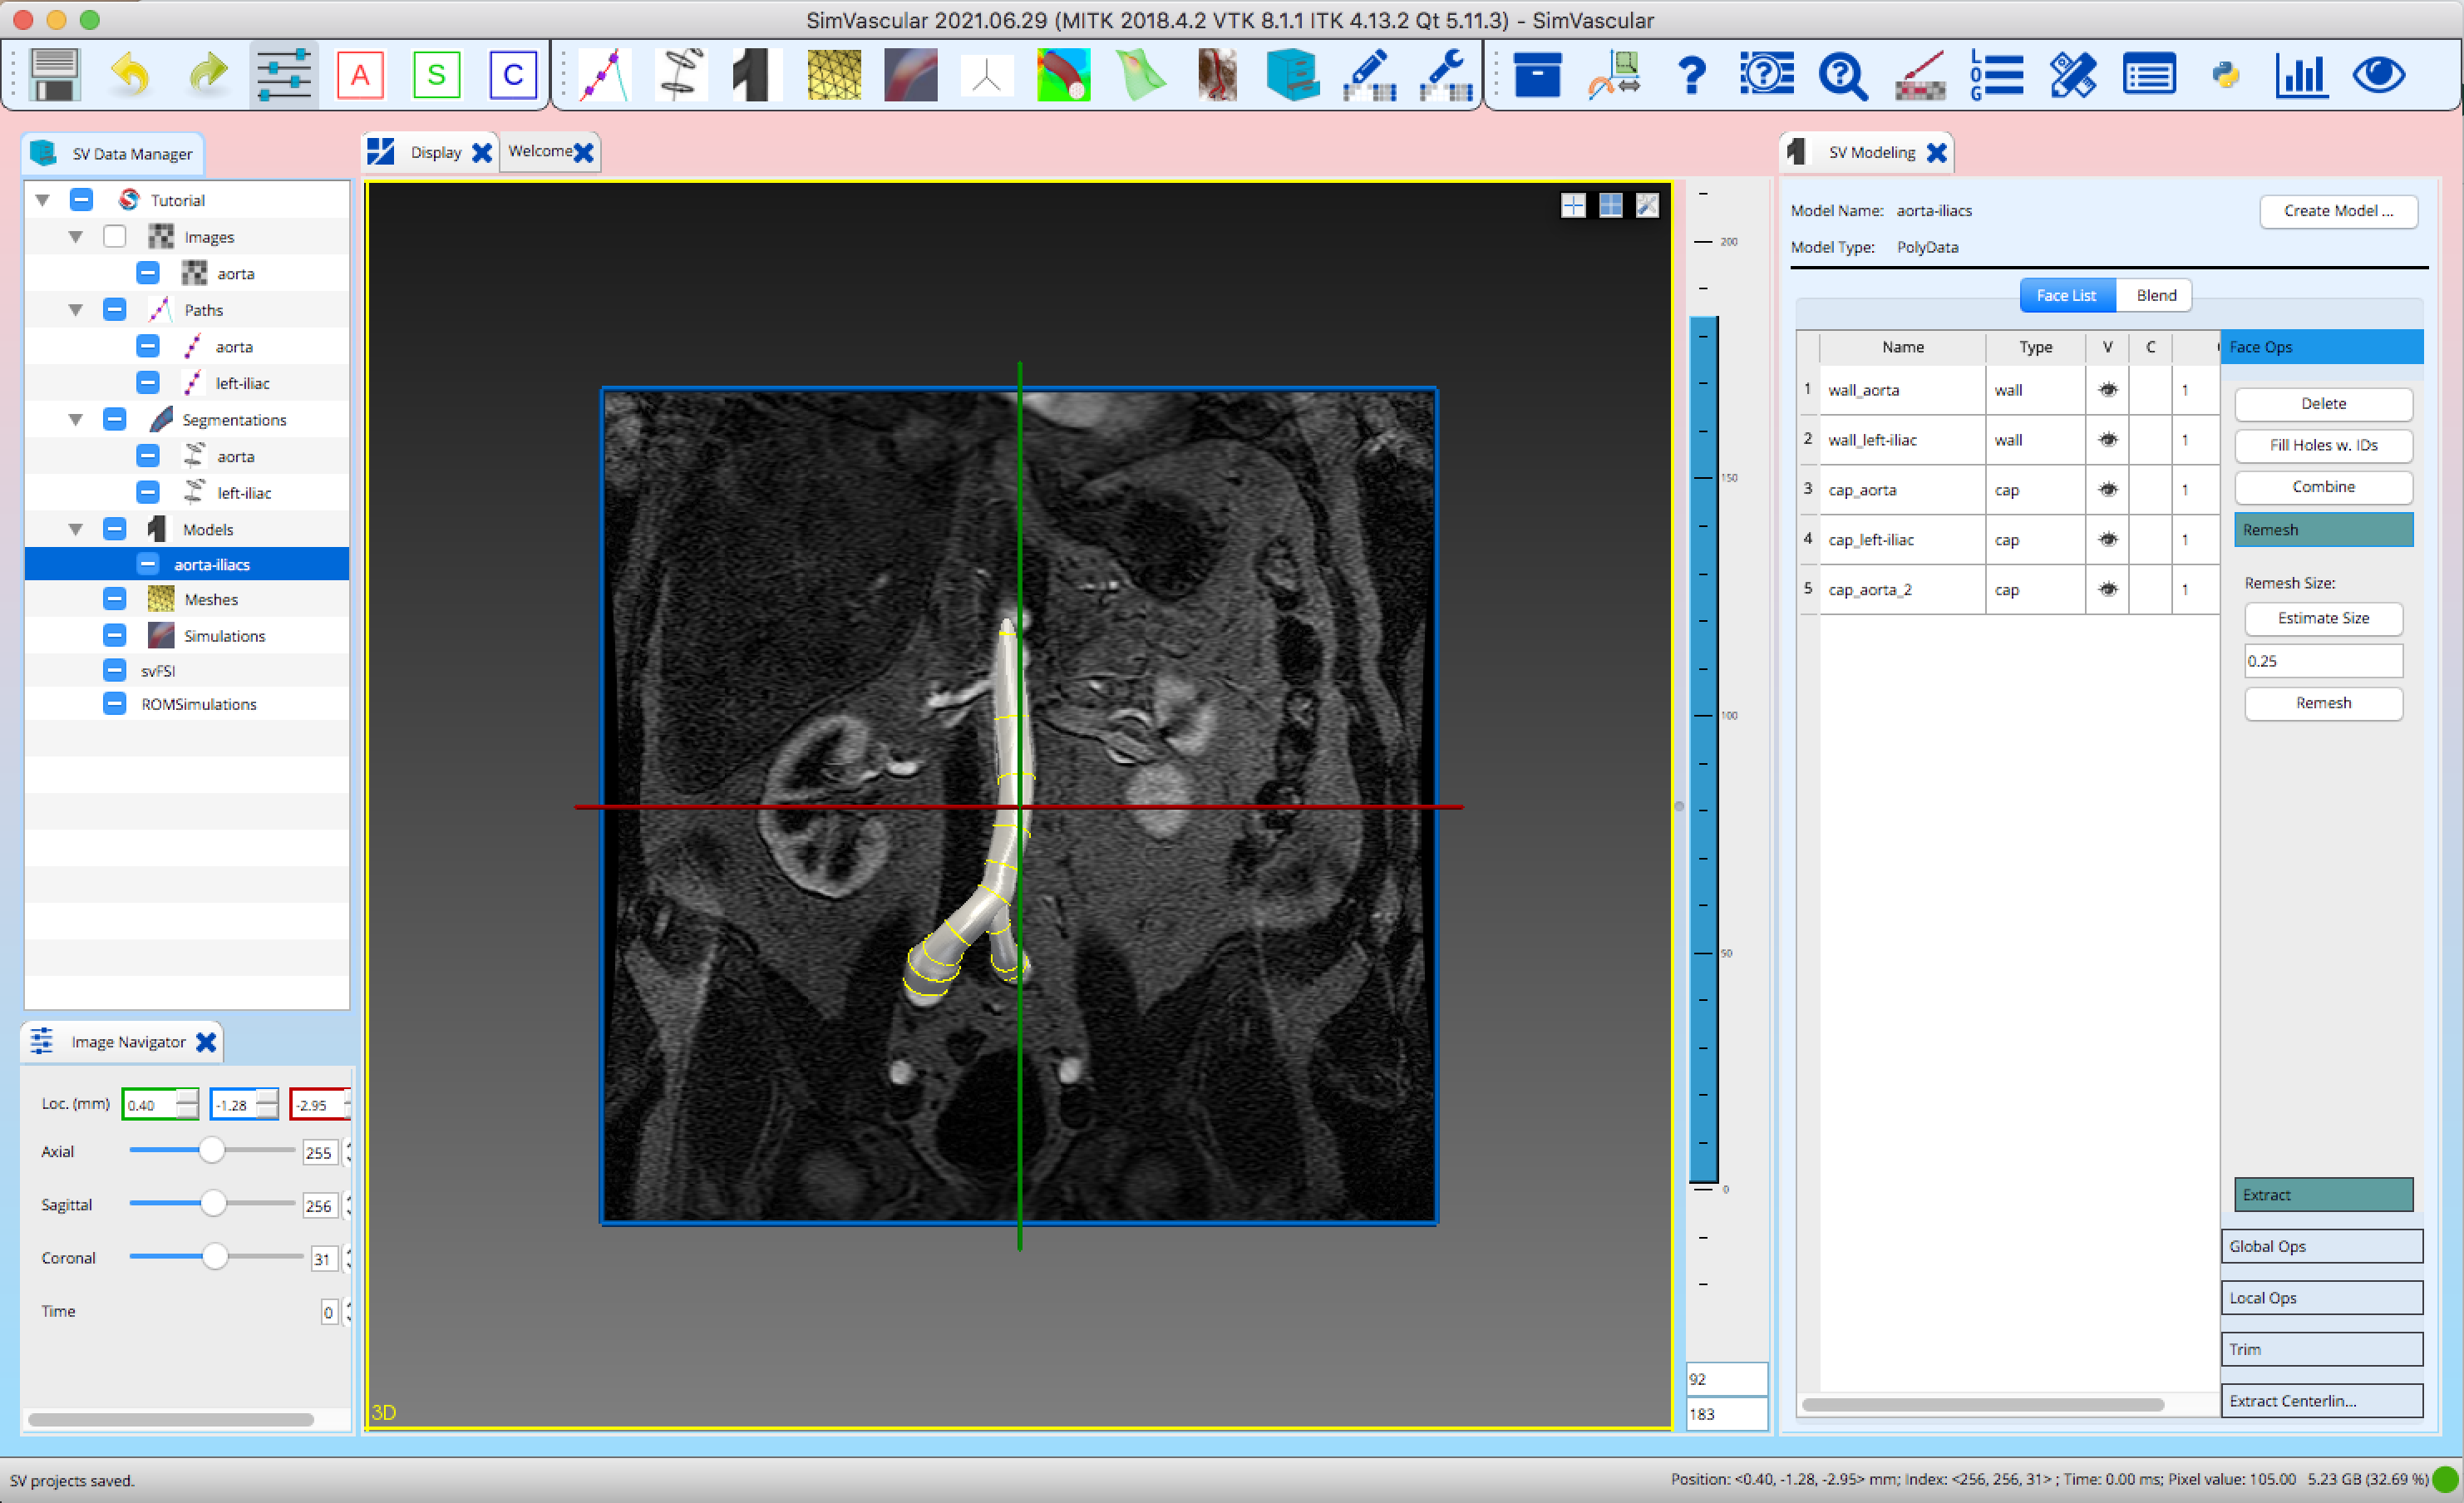 SimVascular 2021.06.29 (MITK 2018.4.2 VTK 8.1.1 ITK 4.13.2 Qt 5.11.3) - SimVascular
A S C
LOG
SV Data Manager
Tutorial
Images
aorta
Paths
aorta
left-iliac
Segmentations
aorta
left-iliac
Models
aorta-iliacs
Meshes
Simulations
svFSI
ROMSimulations
Image Navigator
Loc. (mm) 0.40 -1.28 -2.95
Axial 255
Sagittal 256
Coronal 31
Time 0
Display Welcome
3D
200
150
100
50
0
92
183
SV Modeling
Model Name: aorta-iliacs Create Model ...
Model Type: PolyData
Face List Blend
Name Type V C
1 wall_aorta wall 1
2 wall_left-iliac wall 1
3 cap_aorta cap 1
4 cap_left-iliac cap 1
5 cap_aorta_2 cap 1
Face Ops
Delete
Fill Holes w. IDs
Combine
Remesh
Remesh Size:
Estimate Size
0.25
Remesh
Extract
Global Ops
Local Ops
Trim
Extract Centerlin...
SV projects saved.
Position: <0.40, -1.28, -2.95> mm; Index: <256, 256, 31> ; Time: 0.00 ms; Pixel value: 105.00 5.23 GB (32.69 %)